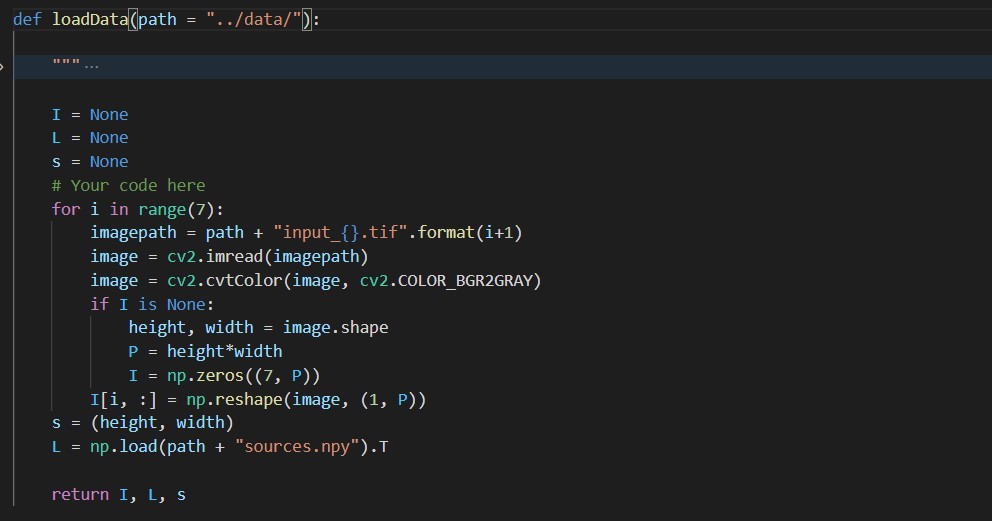 def loadData(path = "../data/"):
    """ ...
    I = None
    L = None
    s = None
    # Your code here
    for i in range(7):
        imagepath = path + "input_{}.tif".format(i+1)
        image = cv2.imread(imagepath)
        image = cv2.cvtColor(image, cv2.COLOR_BGR2GRAY)
        if I is None:
            height, width = image.shape
            P = height*width
            I = np.zeros((7, P))
        I[i, :] = np.reshape(image, (1, P))
    s = (height, width)
    L = np.load(path + "sources.npy").T
    return I, L, s